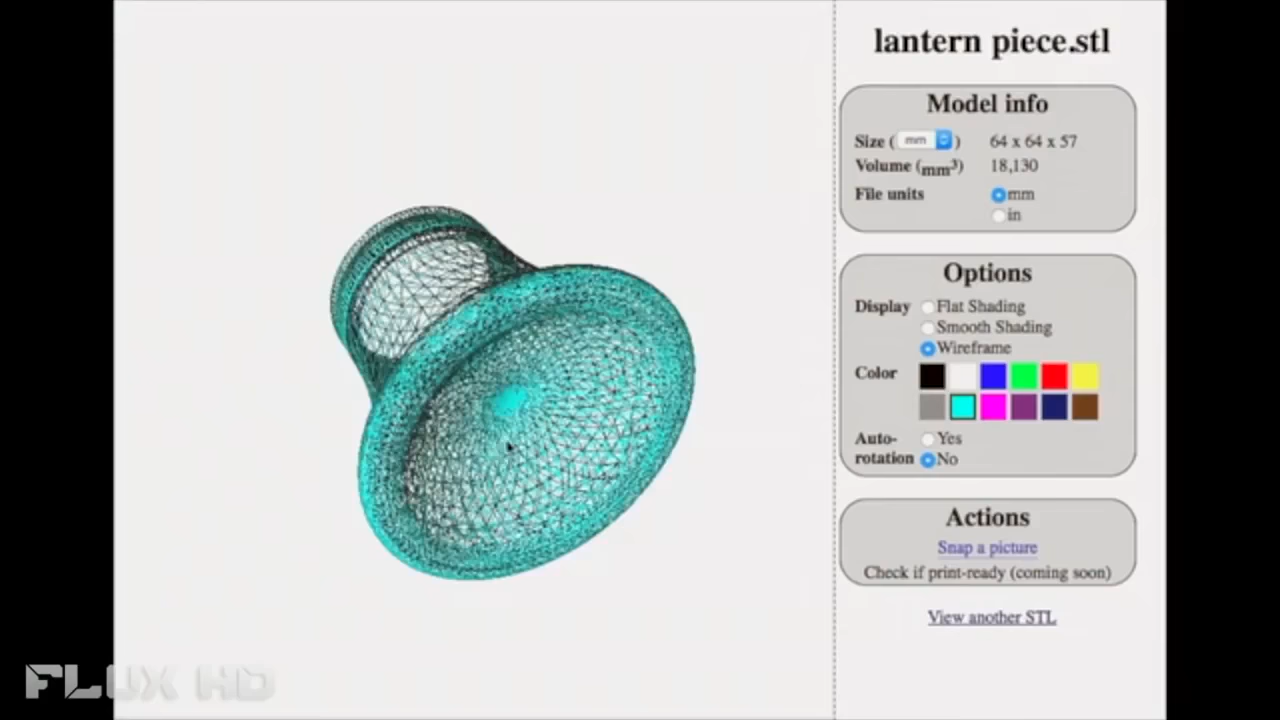 lantern piece.stl
Model info
Size ( mm ) 64 x 64 x 57
Volume (mm3) 18,130
File units mm
in
Options
Display Flat Shading
Smooth Shading
Wireframe
Color
Auto- Yes
rotation No
Actions
Snap a picture
Check if print-ready (coming soon)
View another STL
FLUX HD